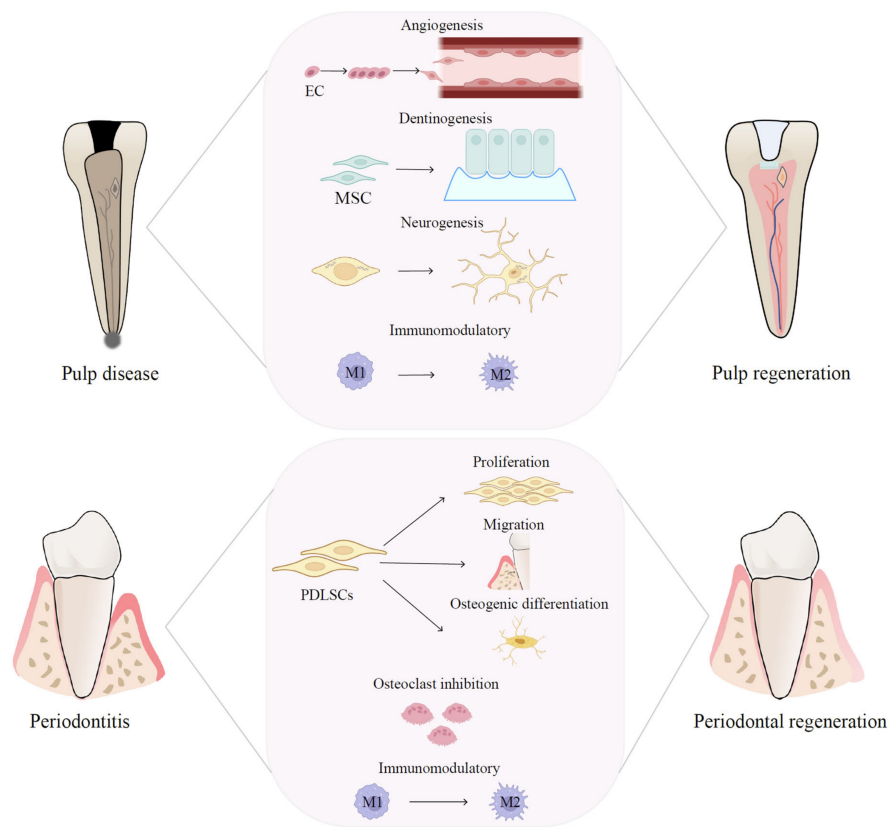 Angiogenesis
EC
Dentinogenesis
MSC
Neurogenesis
Immunomodulatory
M1
M2
Pulp disease
Pulp regeneration
Proliferation
Migration
PDLSCs
Osteogenic differentiation
Osteoclast inhibition
Periodontitis
Periodontal regeneration
Immunomodulatory
M1
M2